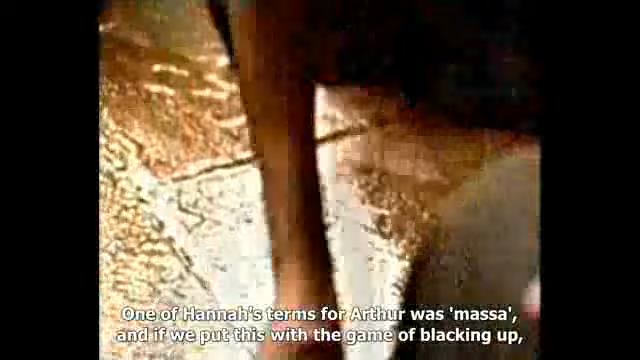 One of Hannah's terms for Arthur was 'massa',
and if we put this with the game of blacking up,